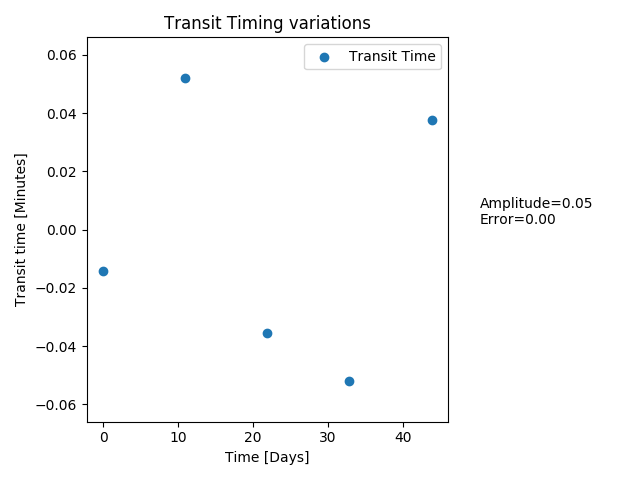 Transit Timing variations
Transit Time
0.06
0.04
0.02
0.00
−0.02
−0.04
−0.06
Transit time [Minutes]
0
10
20
30
40
Time [Days]
Amplitude=0.05
Error=0.00